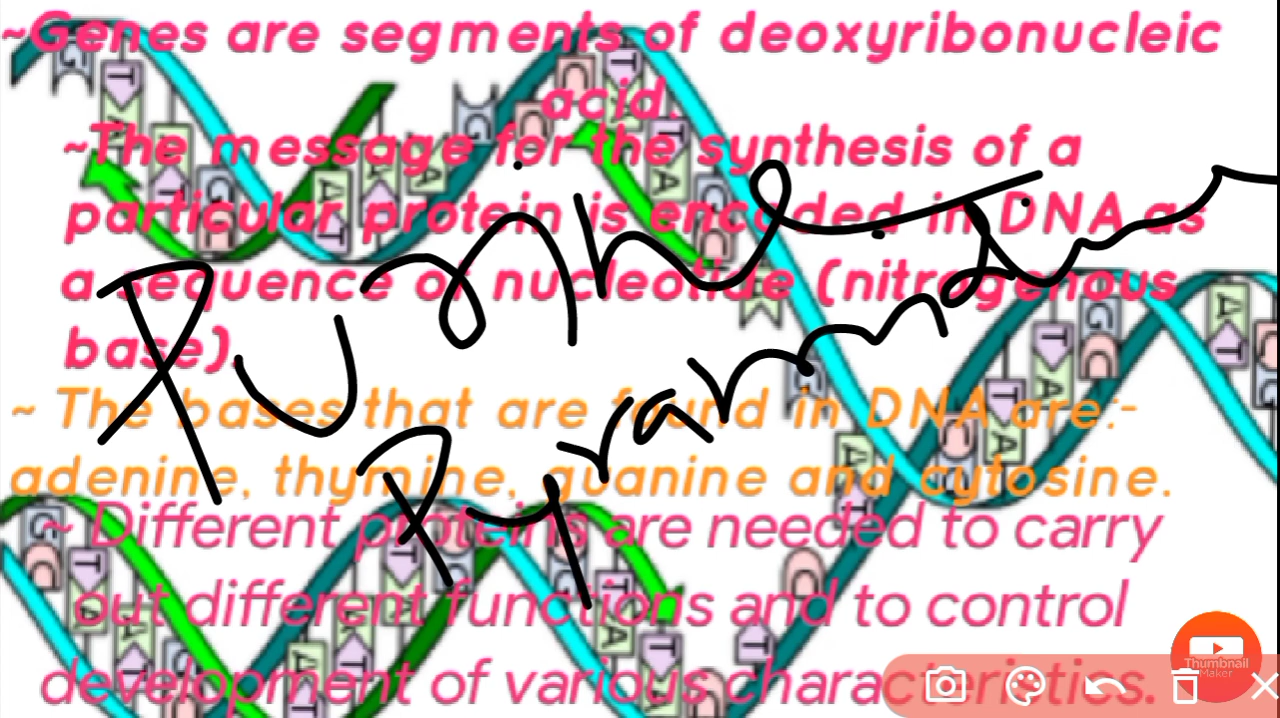 ~Genes are segments of deoxyribonucleic
acid.
~The message for the synthesis of a
particular protein is encoded in DNA as
a sequence of nucleotide (nitrogenous
base).
~ The bases that are found in DNA are:-
adenine, thymine, guanine and cytosine.
~ Different proteins are needed to carry
out different functions and to control
development of various characteristics.
Purine
Thumbnail
Maker